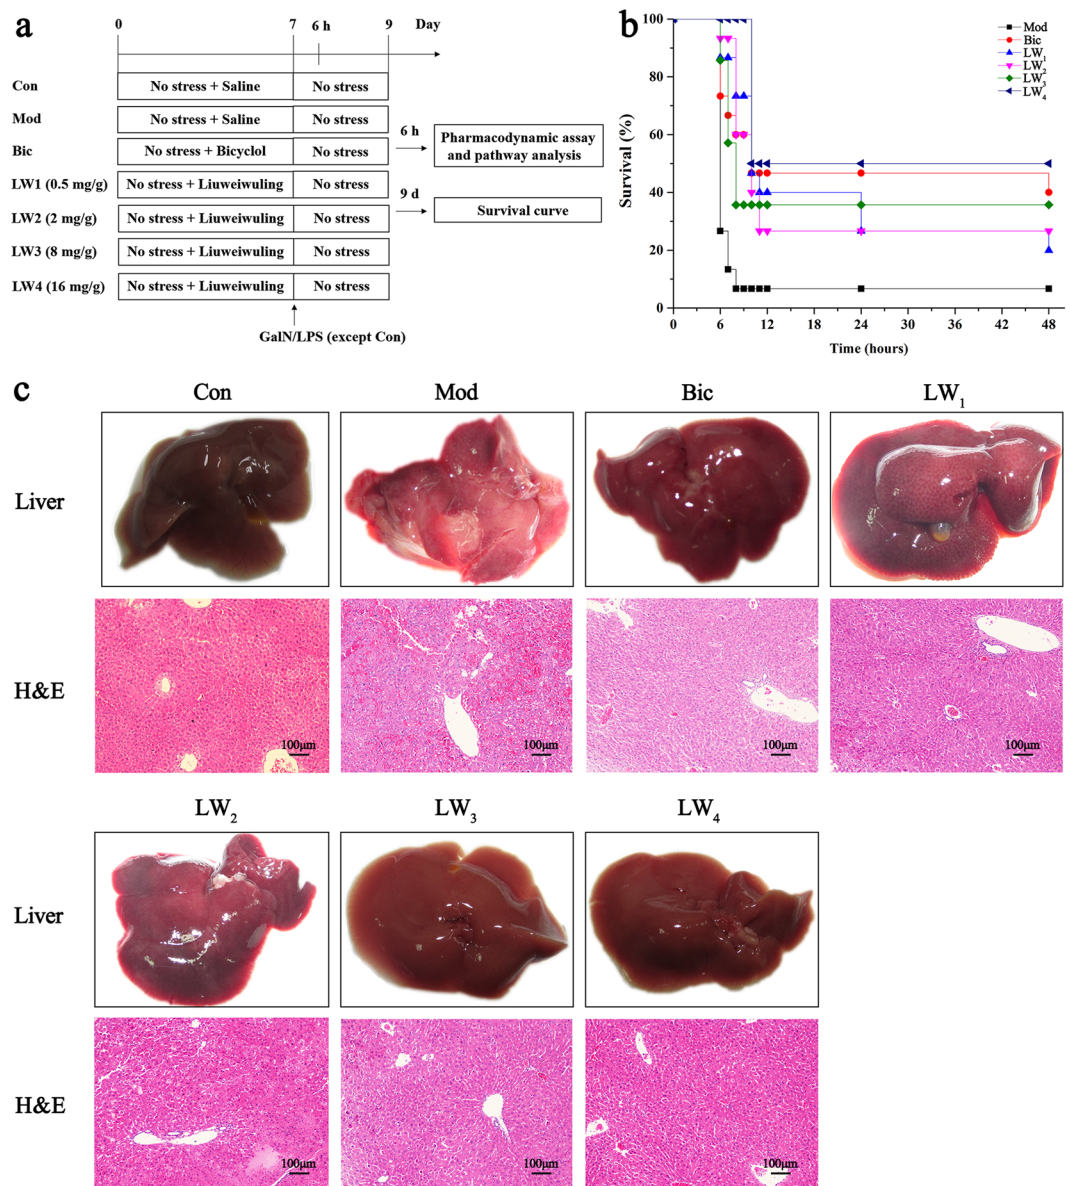 a
0
7
6 h
9
Day
Con
No stress + Saline
No stress
Mod
No stress + Saline
No stress
Bic
No stress + Bicyclol
No stress
LW1 (0.5 mg/g)
No stress + Liuweiwuling
No stress
LW2 (2 mg/g)
No stress + Liuweiwuling
No stress
LW3 (8 mg/g)
No stress + Liuweiwuling
No stress
LW4 (16 mg/g)
No stress + Liuweiwuling
No stress
GalN/LPS (except Con)
6 h
Pharmacodynamic assay
and pathway analysis
9 d
Survival curve
b
Survival (%)
100
80
60
40
20
0
0 6 12 18 24 30 36 42 48
Time (hours)
Mod
Bic
LW1
LW2
LW3
LW4
c
Con Mod Bic LW1
Liver
H&E
100μm 100μm 100μm 100μm
LW2 LW3 LW4
Liver
H&E
100μm 100μm 100μm